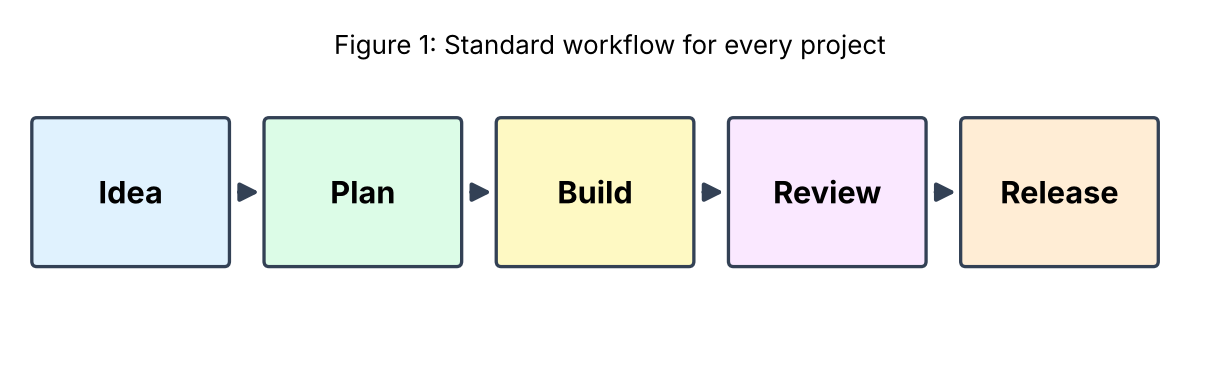 Figure 1: Standard workflow for every project
Idea
Plan
Build
Review
Release